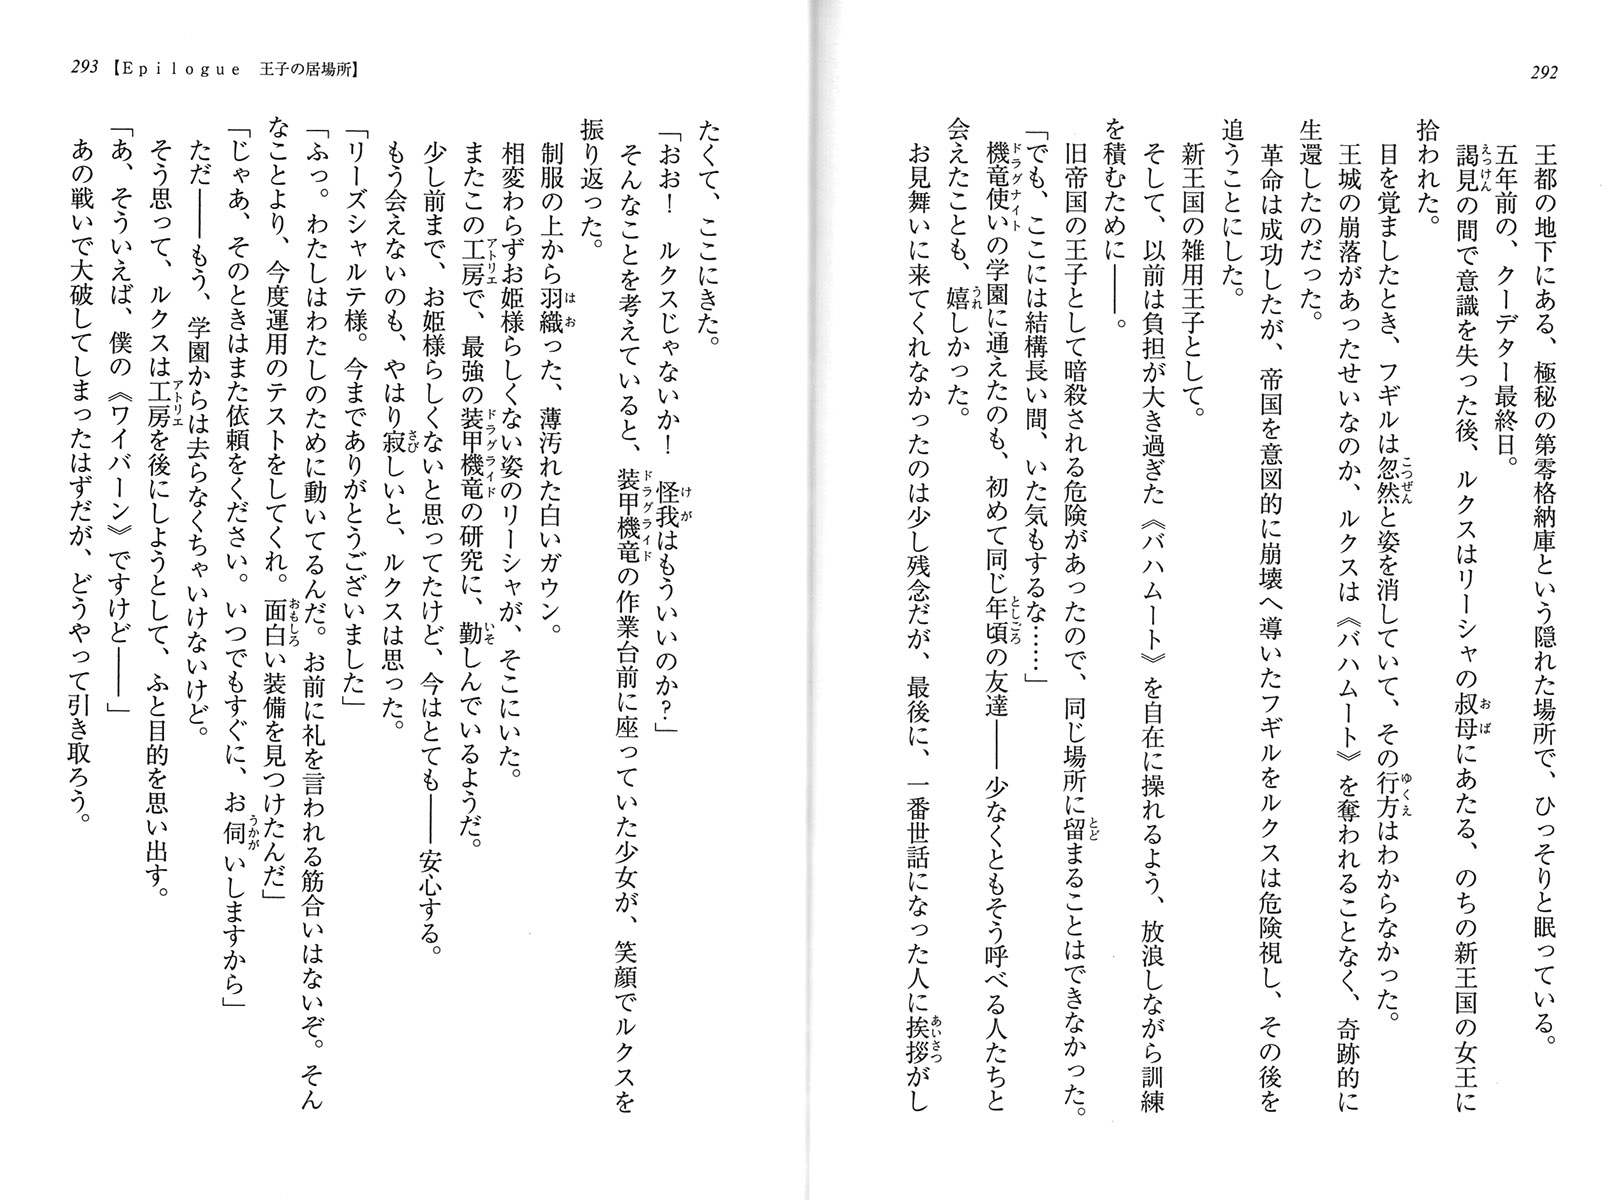 292
王都の地下にある、極秘の第零格納庫という隠れた場所で、ひっそりと眠っている。
五年前の、クーデター最終日。
謁見の間で意識を失った後、ルクスはリーシャの叔母にあたる、のちの新王国の女王に
拾われた。
目を覚ましたとき、フギルは忽然と姿を消していて、その行方はわからなかった。
王城の崩落があったせいなのか、ルクスは《バハムート》を奪われることなく、奇跡的に
生還したのだった。
革命は成功したが、帝国を意図的に崩壊へ導いたフギルをルクスは危険視し、その後を
追うことにした。
新王国の雑用王子として。
そして、以前は負担が大き過ぎた《バハムート》を自在に操れるよう、放浪しながら訓練
を積むために――。
旧帝国の王子として暗殺される危険があったので、同じ場所に留まることはできなかった。
「でも、ここには結構長い間、いた気もするな……」
機竜使いの学園に通えたのも、初めて同じ年頃の友達――少なくともそう呼べる人たちと
会えたことも、嬉しかった。
お見舞いに来てくれなかったのは少し残念だが、最後に、一番世話になった人に挨拶がし
293【Epilogue 王子の居場所】
たくて、ここにきた。
「おお！ ルクスじゃないか！ 怪我はもういいのか？」
そんなことを考えていると、装甲機竜の作業台前に座っていた少女が、笑顔でルクスを
振り返った。
制服の上から羽織った、薄汚れた白いガウン。
相変わらずお姫様らしくない姿のリーシャが、そこにいた。
またこの工房で、最強の装甲機竜の研究に、勤しんでいるようだ。
少し前まで、お姫様らしくないと思ってたけど、今はとても――安心する。
もう会えないのも、やはり寂しいと、ルクスは思った。
「リーズシャルテ様。今までありがとうございました」
「ふっ。わたしはわたしのために動いてるんだ。お前に礼を言われる筋合いはないぞ。そん
なことより、今度運用のテストをしてくれ。面白い装備を見つけたんだ」
「じゃあ、そのときはまた依頼をください。いつでもすぐに、お伺いしますから」
ただ――もう、学園からは去らなくちゃいけないけど。
そう思って、ルクスは工房を後にしようとして、ふと目的を思い出す。
「あ、そういえば、僕の《ワイバーン》ですけど――」
あの戦いで大破してしまったはずだが、どうやって引き取ろう。